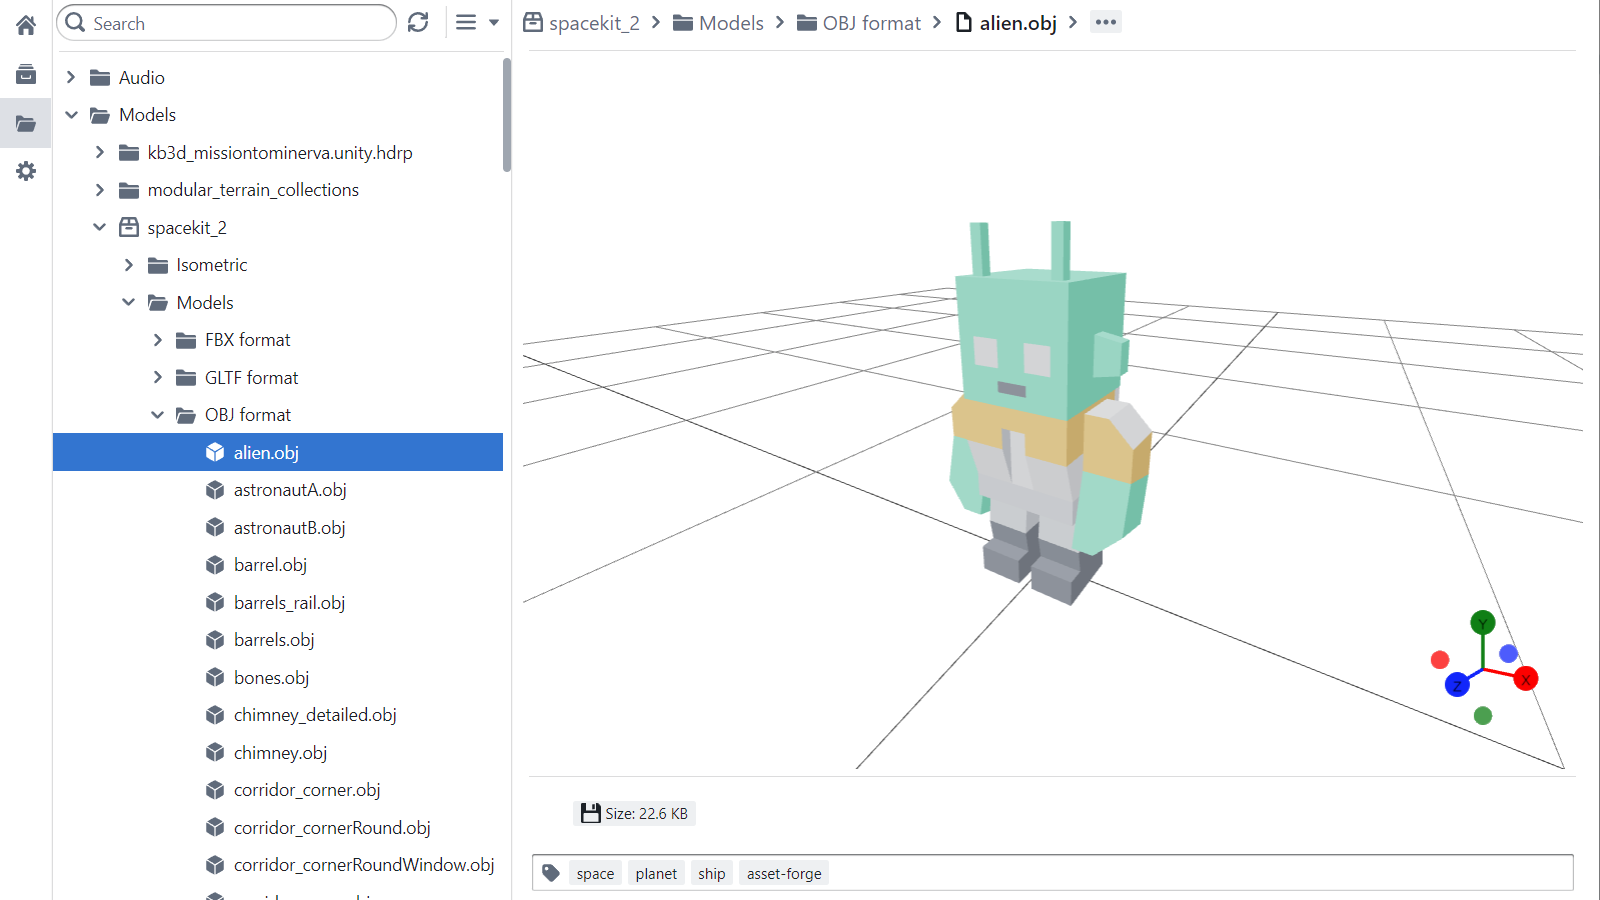 Search
spacekit_2 Models OBJ format alien.obj
Audio
Models
kb3d_missiontominerva.unity.hdrp
modular_terrain_collections
spacekit_2
Isometric
Models
FBX format
GLTF format
OBJ format
alien.obj
astronautA.obj
astronautB.obj
barrel.obj
barrels_rail.obj
barrels.obj
bones.obj
chimney_detailed.obj
chimney.obj
corridor_corner.obj
corridor_cornerRound.obj
corridor_cornerRoundWindow.obj
Y
X
Z
Size: 22.6 KB
space planet ship asset-forge